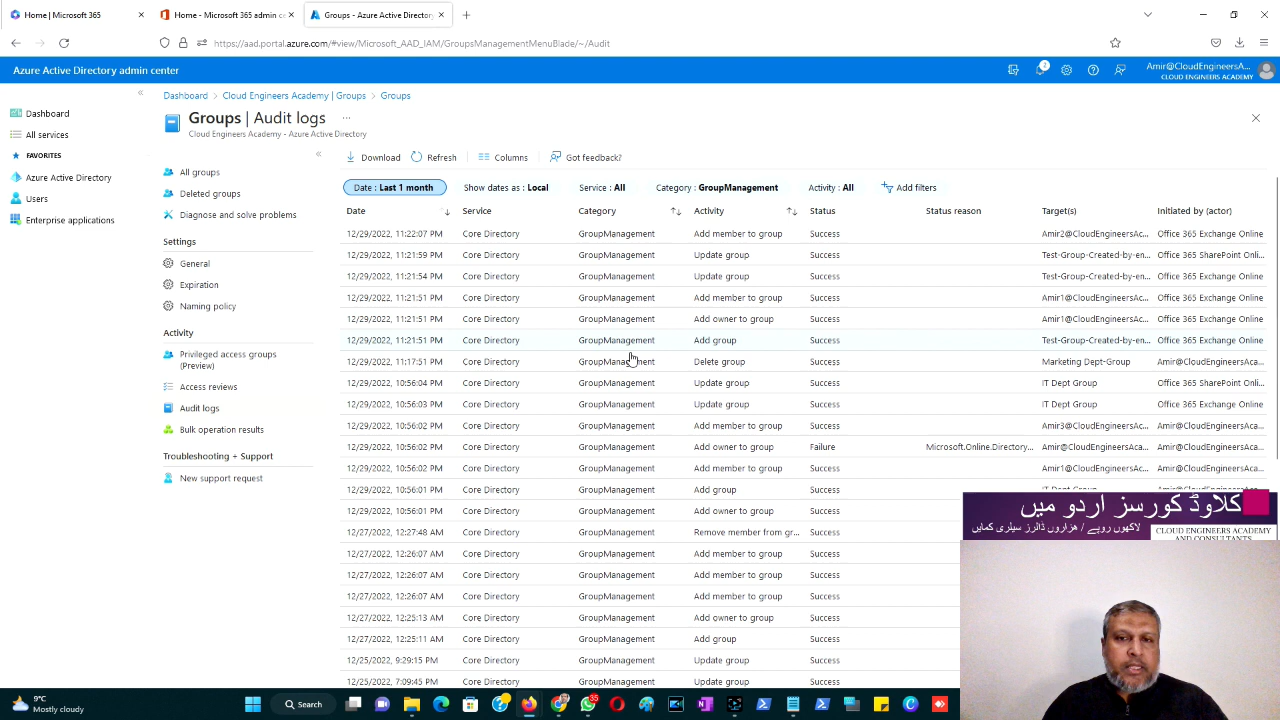 Home | Microsoft 365
Home - Microsoft 365 admin ce
Groups - Azure Active Directory
https://aad.portal.azure.com/#view/Microsoft_AAD_IAM/GroupsManagementMenuBlade/~/Audit
Azure Active Directory admin center
2
Amir@CloudEngineersA...
CLOUD ENGINEERS ACADEMY
Dashboard
All services
FAVORITES
Azure Active Directory
Users
Enterprise applications
Dashboard > Cloud Engineers Academy | Groups > Groups
Groups | Audit logs ...
Cloud Engineers Academy - Azure Active Directory
All groups
Deleted groups
Diagnose and solve problems
Settings
General
Expiration
Naming policy
Activity
Privileged access groups
(Preview)
Access reviews
Audit logs
Bulk operation results
Troubleshooting + Support
New support request
Download Refresh Columns Got feedback?
Date : Last 1 month Show dates as : Local Service : All Category : GroupManagement Activity : All Add filters
Date Service Category Activity Status Status reason Target(s) Initiated by (actor)
12/29/2022, 11:22:07 PM Core Directory GroupManagement Add member to group Success Amir2@CloudEngineersAc... Office 365 Exchange Online
12/29/2022, 11:21:59 PM Core Directory GroupManagement Update group Success Test-Group-Created-by-en... Office 365 SharePoint Onli...
12/29/2022, 11:21:54 PM Core Directory GroupManagement Update group Success Test-Group-Created-by-en... Office 365 Exchange Online
12/29/2022, 11:21:51 PM Core Directory GroupManagement Add member to group Success Amir1@CloudEngineersAc... Office 365 Exchange Online
12/29/2022, 11:21:51 PM Core Directory GroupManagement Add owner to group Success Amir1@CloudEngineersAc... Office 365 Exchange Online
12/29/2022, 11:21:51 PM Core Directory GroupManagement Add group Success Test-Group-Created-by-en... Office 365 Exchange Online
12/29/2022, 11:17:51 PM Core Directory GroupManagement Delete group Success Marketing Dept-Group Amir@CloudEngineersAca...
12/29/2022, 10:56:04 PM Core Directory GroupManagement Update group Success IT Dept Group Office 365 SharePoint Onli...
12/29/2022, 10:56:03 PM Core Directory GroupManagement Update group Success IT Dept Group Office 365 Exchange Online
12/29/2022, 10:56:02 PM Core Directory GroupManagement Add member to group Success Amir3@CloudEngineersAc... Amir@CloudEngineersAca...
12/29/2022, 10:56:02 PM Core Directory GroupManagement Add owner to group Failure Microsoft.Online.Directory... Amir@CloudEngineersAca... Amir@CloudEngineersAca...
12/29/2022, 10:56:02 PM Core Directory GroupManagement Add member to group Success Amir1@CloudEngineersAc... Amir@CloudEngineersAca...
12/29/2022, 10:56:01 PM Core Directory GroupManagement Add group Success IT Dept Group Amir@CloudEngineersAca...
12/29/2022, 10:56:01 PM Core Directory GroupManagement Add owner to group Success
12/27/2022, 12:27:48 AM Core Directory GroupManagement Remove member from gr... Success
12/27/2022, 12:26:07 AM Core Directory GroupManagement Add member to group Success
12/27/2022, 12:26:07 AM Core Directory GroupManagement Add member to group Success
12/27/2022, 12:26:07 AM Core Directory GroupManagement Add member to group Success
12/27/2022, 12:25:13 AM Core Directory GroupManagement Add owner to group Success
12/27/2022, 12:25:11 AM Core Directory GroupManagement Add group Success
12/25/2022, 9:29:15 PM Core Directory GroupManagement Update group Success
12/25/2022, 7:09:45 PM Core Directory GroupManagement Update group Success
کلاوڈ کورسز اردو میں
لاکھوں روپے / ہزاروں ڈالرز سیلری کمایں
CLOUD ENGINEERS ACADEMY
AND CONSULTANTS
9°C
Mostly cloudy
Search
35